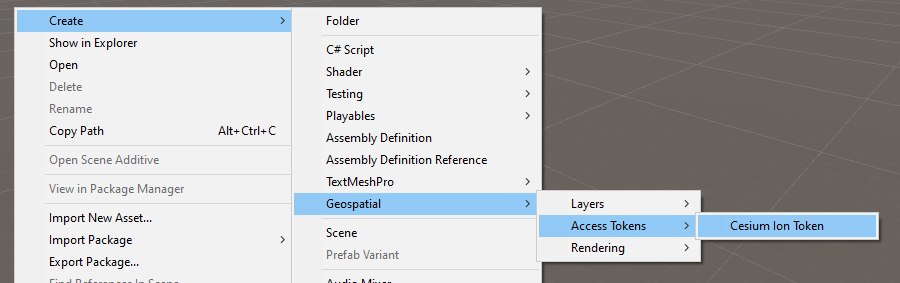 Create
Show in Explorer
Open
Delete
Rename
Copy Path Alt+Ctrl+C
Open Scene Additive
View in Package Manager
Import New Asset...
Import Package
Export Package...
Find References In Scene
Folder
C# Script
Shader
Testing
Playables
Assembly Definition
Assembly Definition Reference
TextMeshPro
Geospatial
Scene
Prefab Variant
Audio Mixer
Layers
Access Tokens
Rendering
Cesium Ion Token